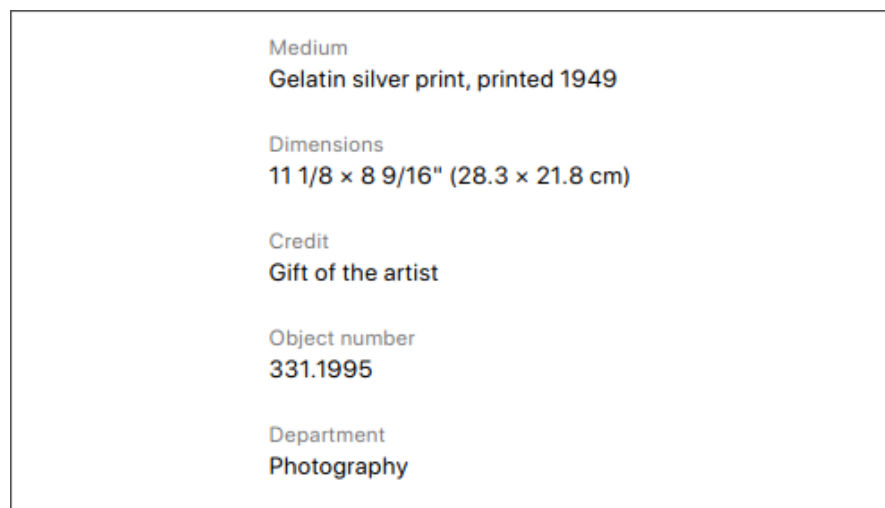 Medium
Gelatin silver print, printed 1949
Dimensions
11 1/8 × 8 9/16" (28.3 × 21.8 cm)
Credit
Gift of the artist
Object number
331.1995
Department
Photography